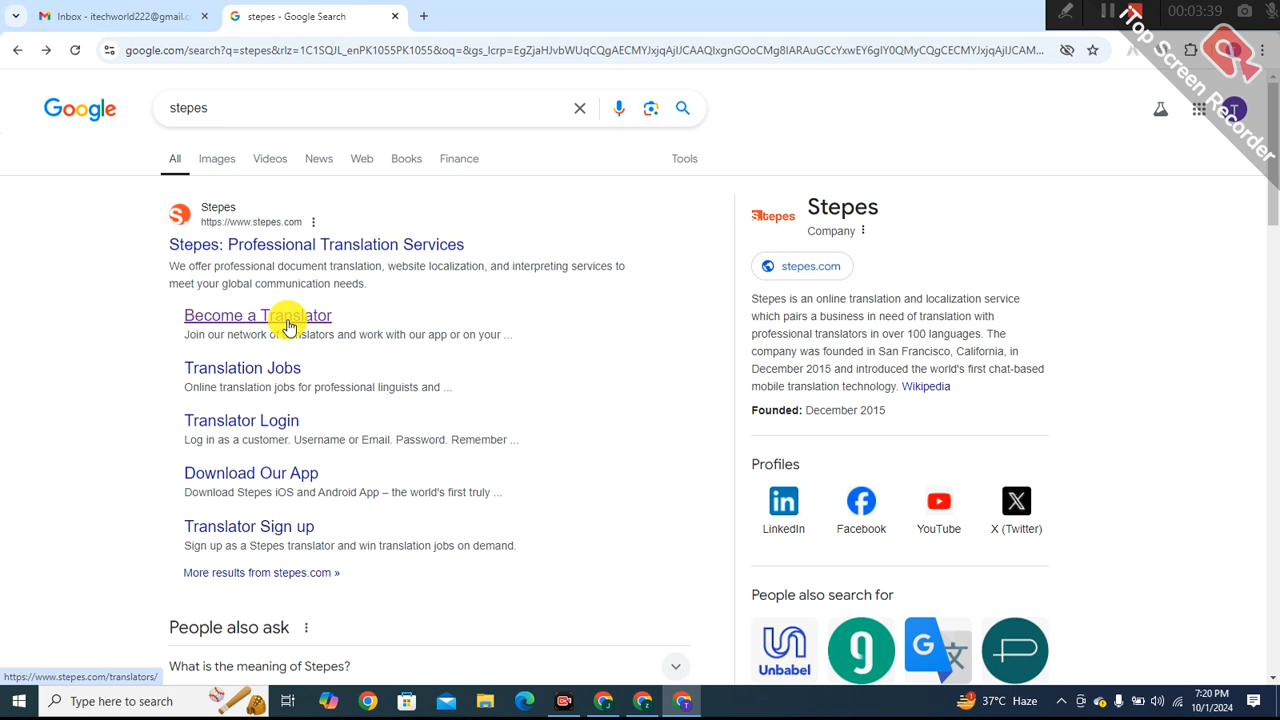 Inbox - itechworld222@gmail.c
stepes - Google Search
00:03:39
google.com/search?q=stepes&rlz=1C1SQJL_enPK1055PK1055&oq=&gs_lcrp=
iTop Screen Recorder
Google
stepes
T
All Images Videos News Web Books Finance Tools
Stepes
https://www.stepes.com
Stepes: Professional Translation Services
We offer professional document translation, website localization, and interpreting services to
meet your global communication needs.
Become a Translator
Join our network of translators and work with our app or on your ...
Translation Jobs
Online translation jobs for professional linguists and ...
Translator Login
Log in as a customer. Username or Email. Password. Remember ...
Download Our App
Download Stepes iOS and Android App – the world's first truly ...
Translator Sign up
Sign up as a Stepes translator and win translation jobs on demand.
More results from stepes.com »
People also ask
What is the meaning of Stepes?
Stepes
Stepes
Company
stepes.com
Stepes is an online translation and localization service
which pairs a business in need of translation with
professional translators in over 100 languages. The
company was founded in San Francisco, California, in
December 2015 and introduced the world's first chat-based
mobile translation technology. Wikipedia
Founded: December 2015
Profiles
LinkedIn Facebook YouTube X (Twitter)
People also search for
Unbabel
https://www.stepes.com/translators/
Type here to search
37°C Haze
7:20 PM
10/1/2024